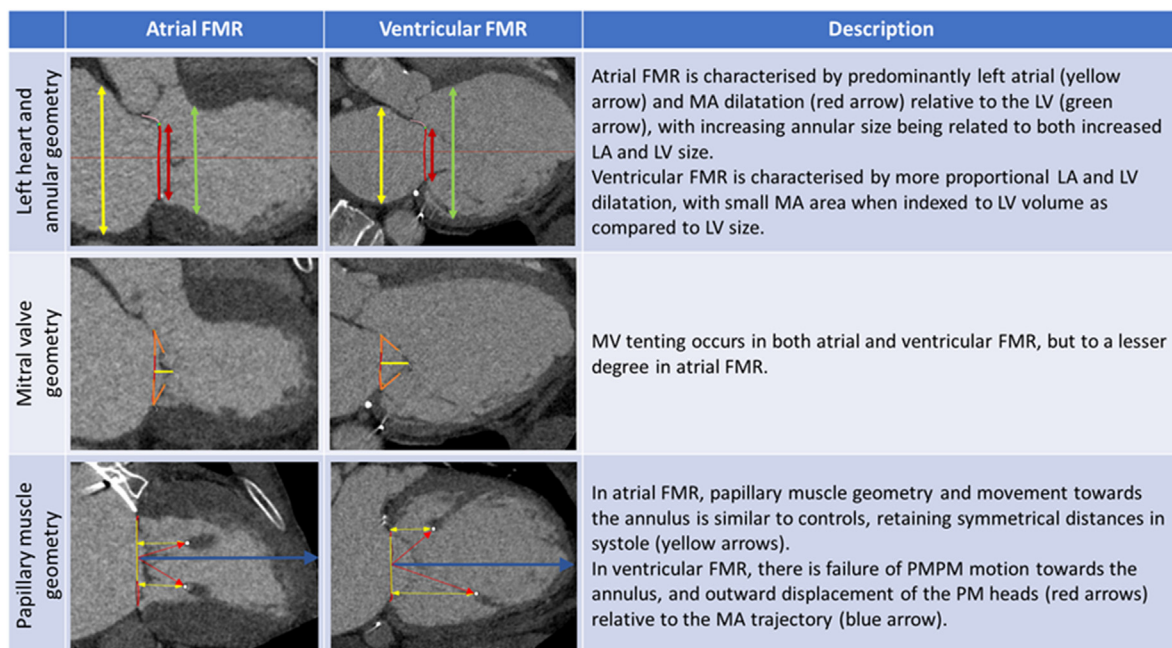 Atrial FMR
Ventricular FMR
Description
Left heart and
annular geometry
Atrial FMR is characterised by predominantly left atrial (yellow
arrow) and MA dilatation (red arrow) relative to the LV (green
arrow), with increasing annular size being related to both increased
LA and LV size.
Ventricular FMR is characterised by more proportional LA and LV
dilatation, with small MA area when indexed to LV volume as
compared to LV size.
Mitral valve
geometry
MV tenting occurs in both atrial and ventricular FMR, but to a lesser
degree in atrial FMR.
Papillary muscle
geometry
In atrial FMR, papillary muscle geometry and movement towards
the annulus is similar to controls, retaining symmetrical distances in
systole (yellow arrows).
In ventricular FMR, there is failure of PMPM motion towards the
annulus, and outward displacement of the PM heads (red arrows)
relative to the MA trajectory (blue arrow).